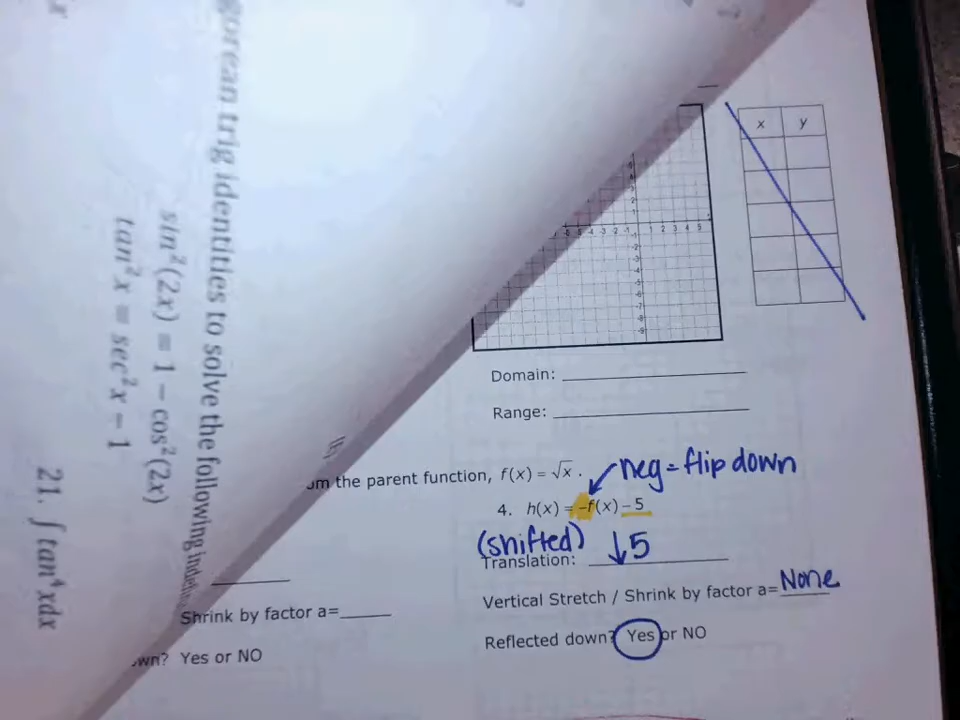 gorean trig identities to solve the following indef
sin²(2x) = 1 − cos²(2x)
tan²x = sec²x − 1
21. ∫ tan⁴xdx
x y
Domain:
Range:
om the parent function, f(x) = √x.
neg = flip down
4. h(x) = -f(x) - 5
(shifted)
Translation: ↓5
Shrink by factor a=
Vertical Stretch / Shrink by factor a= None
Reflected down? Yes or NO
wn? Yes or NO